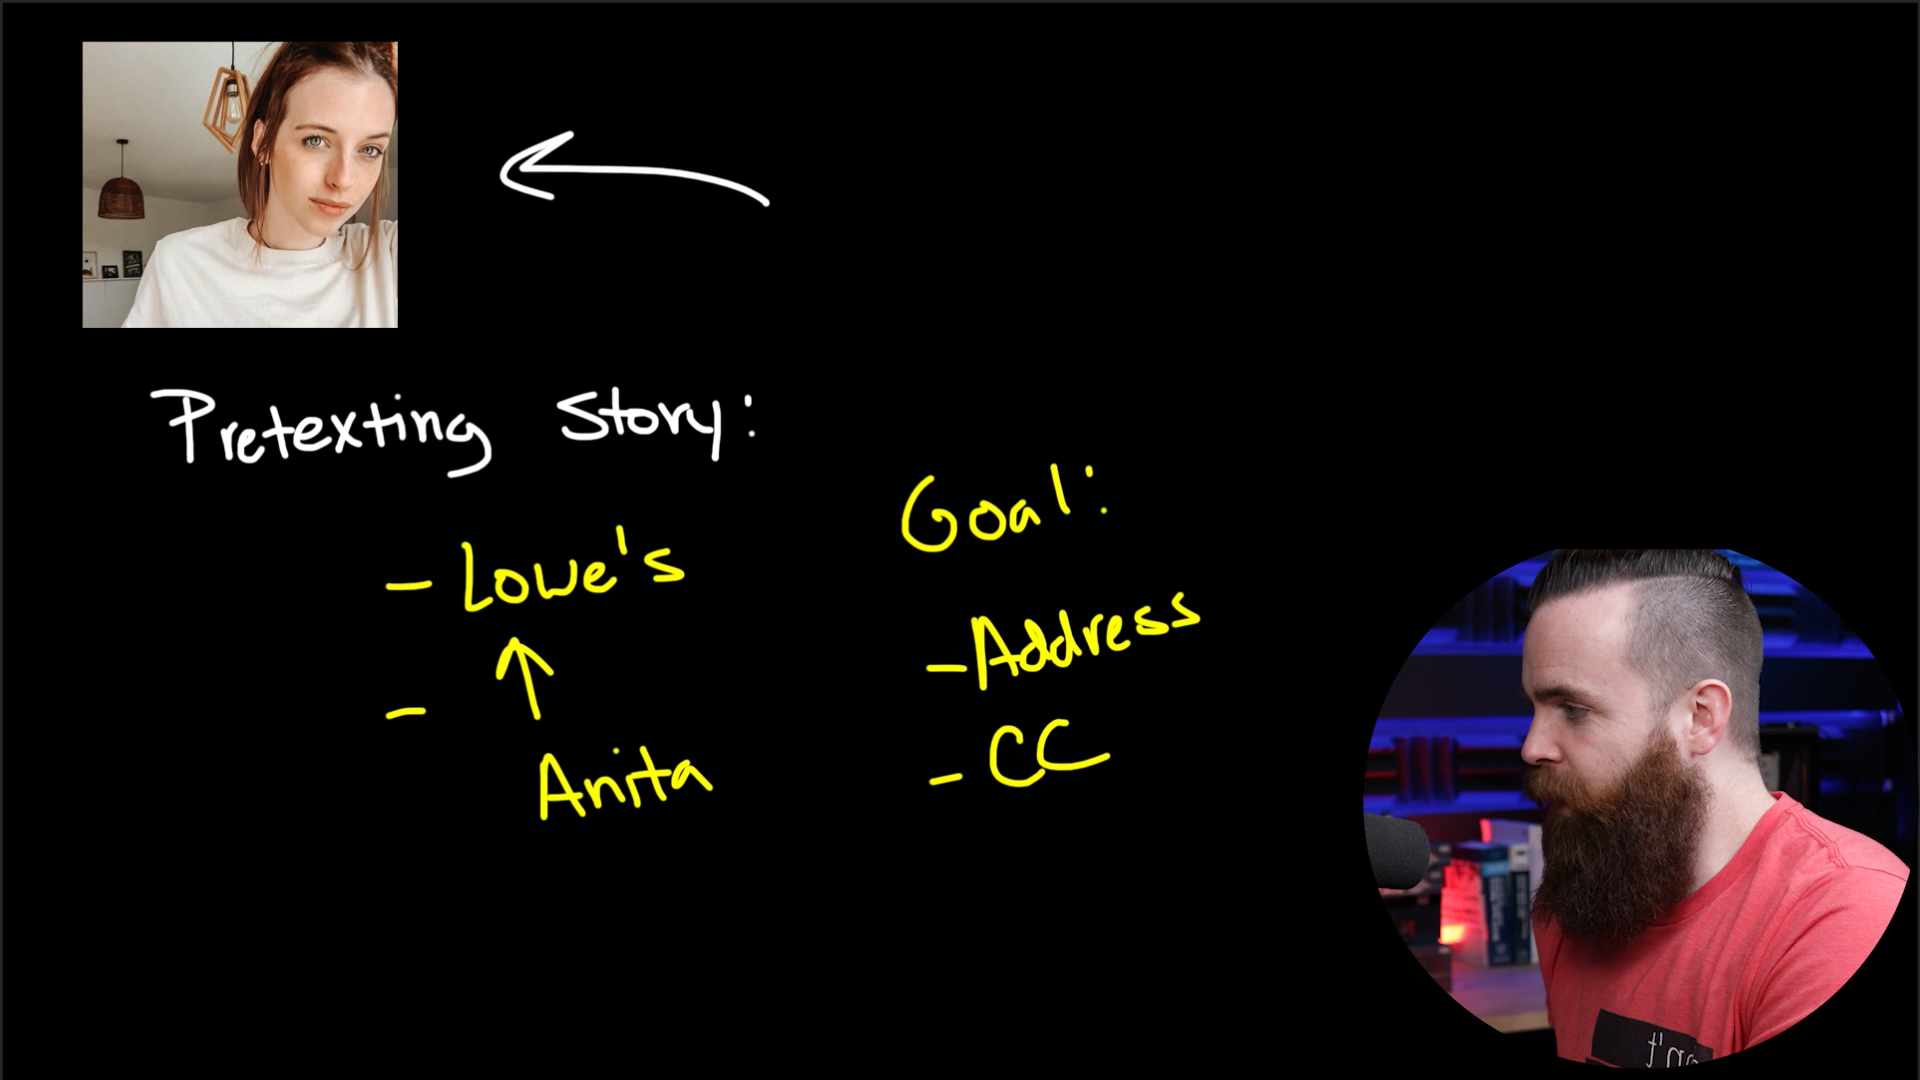 Pretexting Story:
- Lowe's
-
Anita
Goal:
- Address
- CC